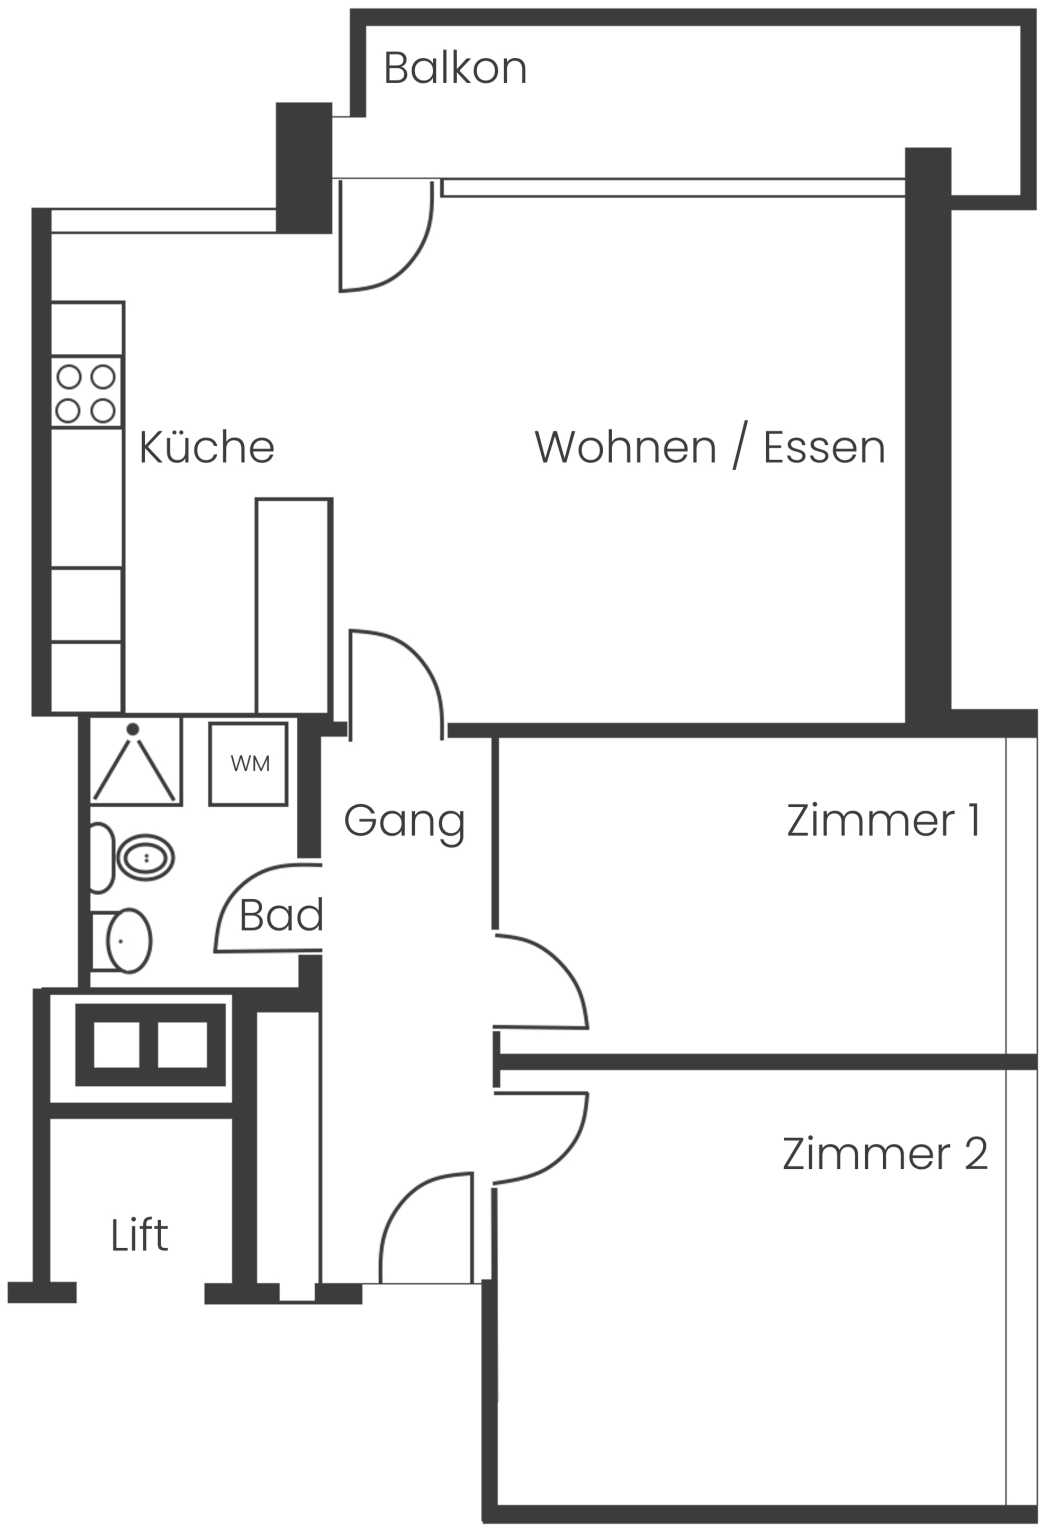 Balkon
Küche
Wohnen / Essen
WM
Gang
Zimmer 1
Bad
Zimmer 2
Lift